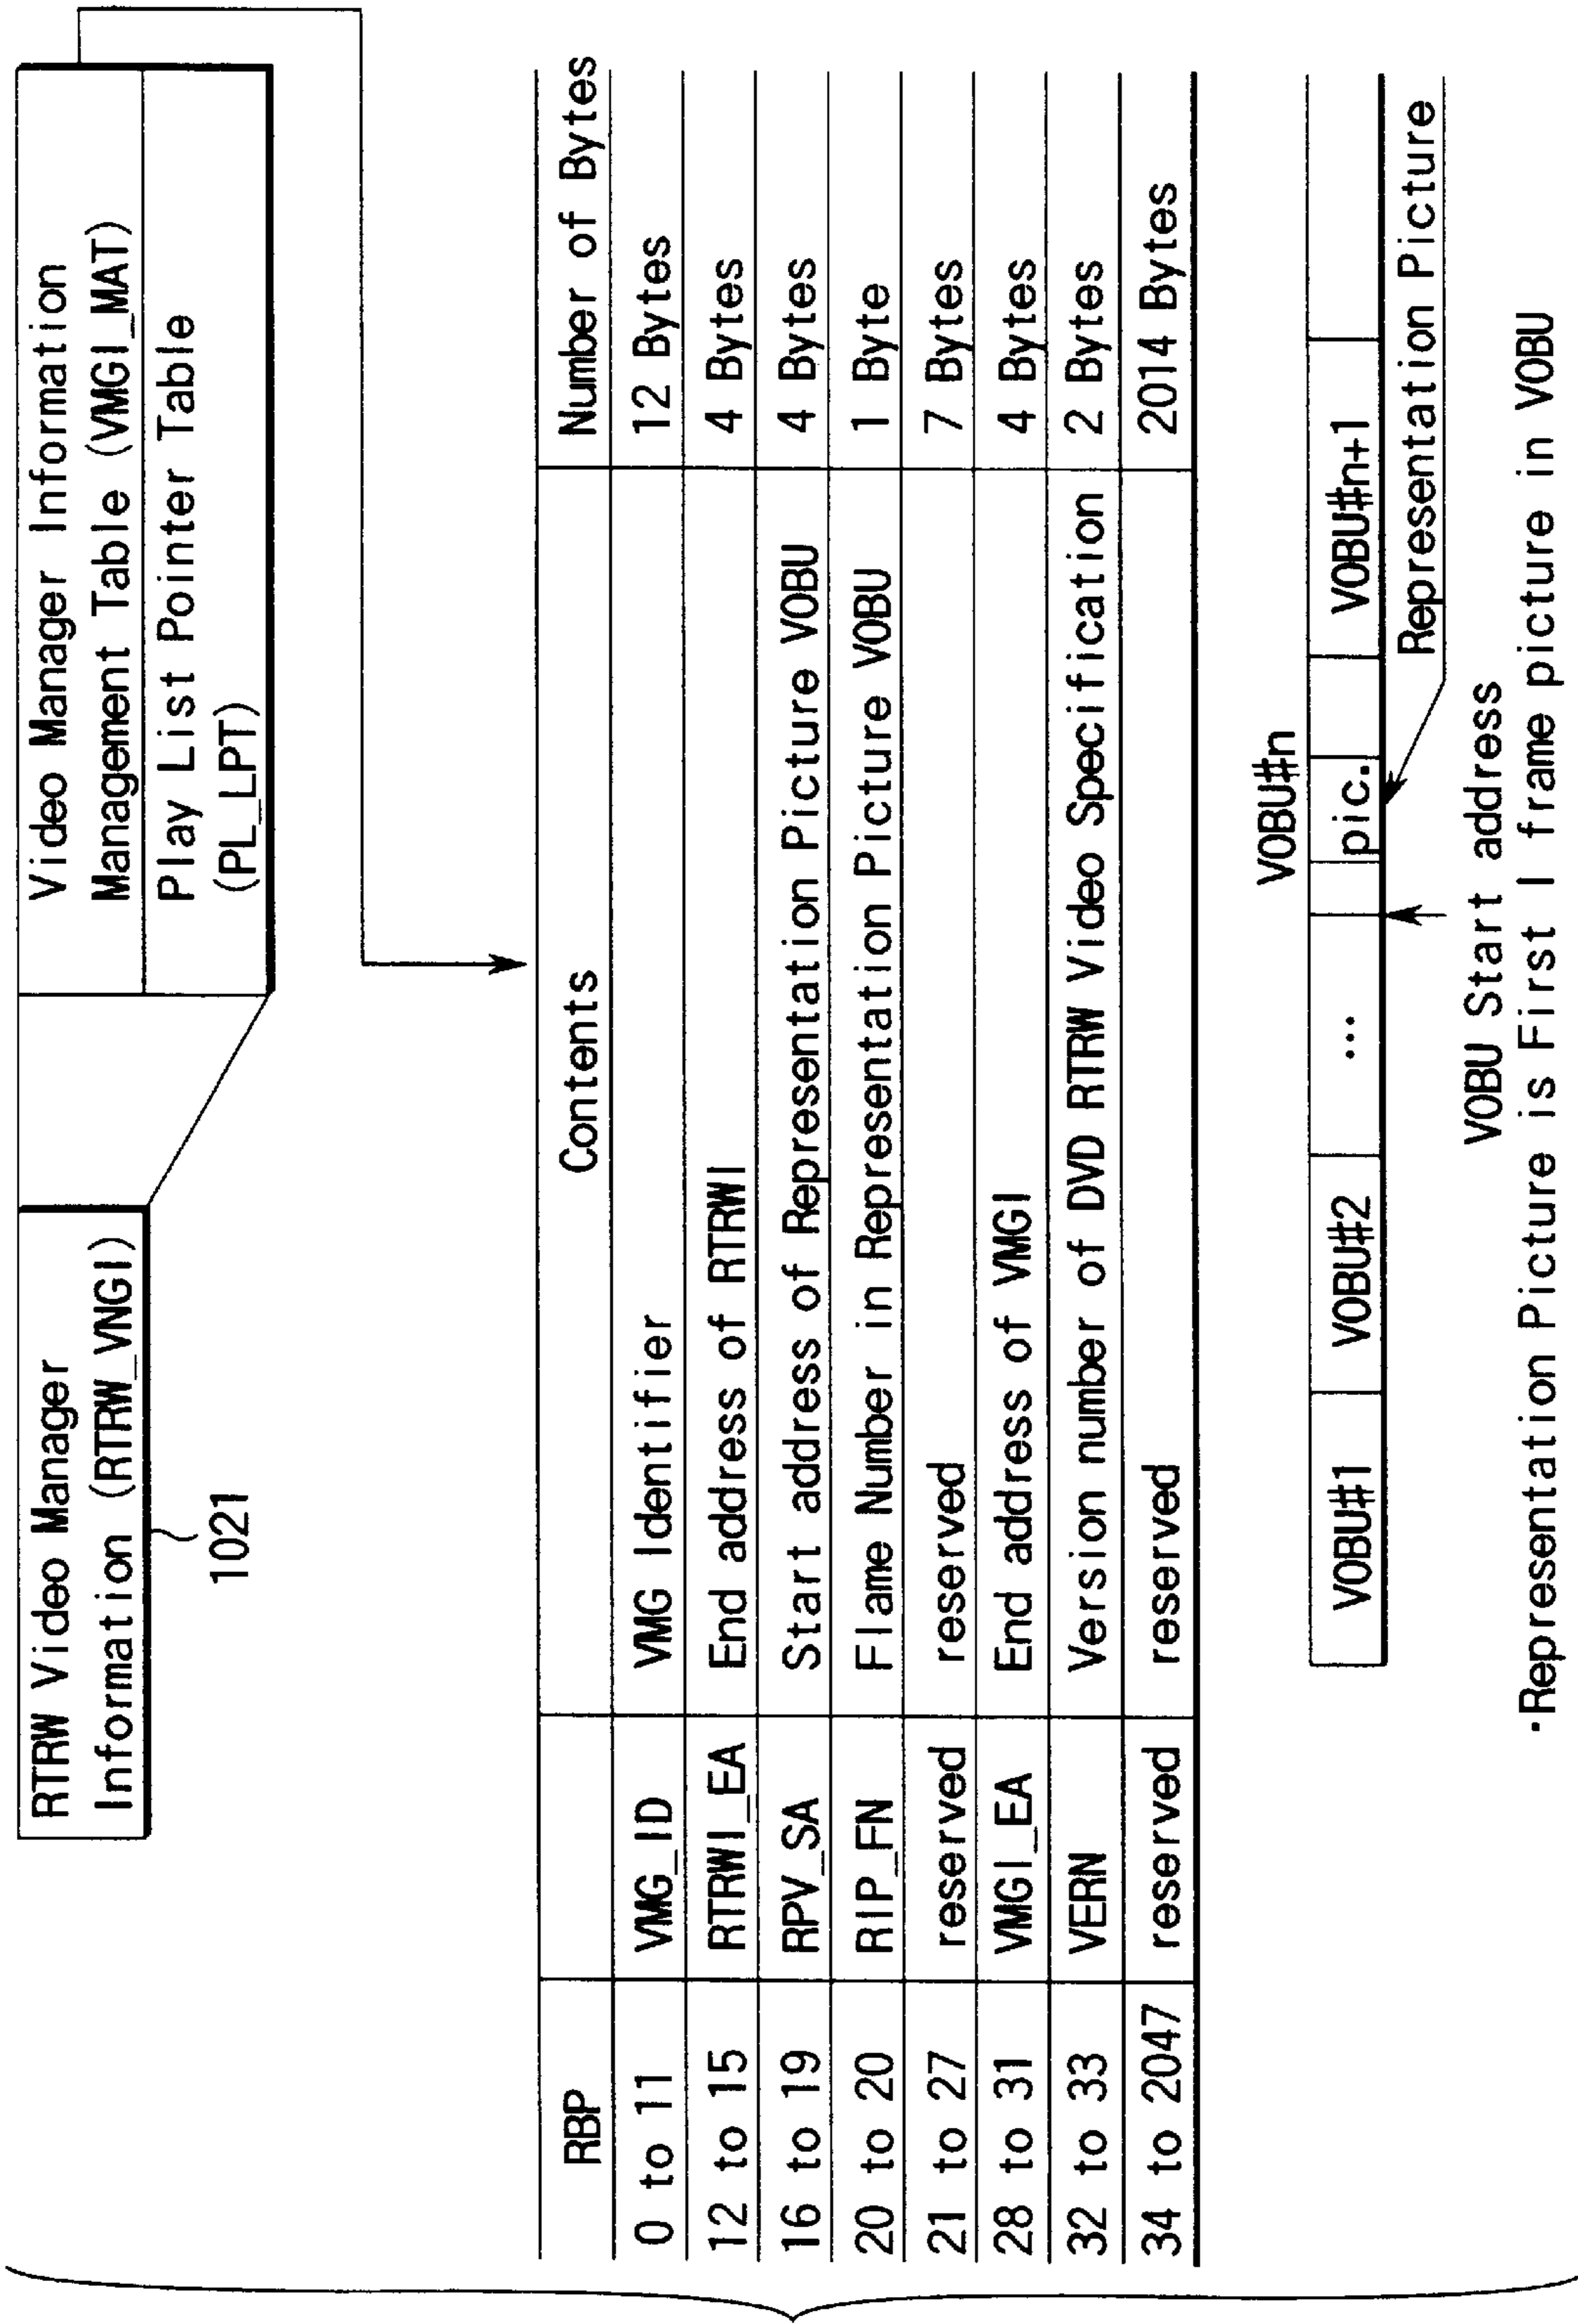 RTRW Video Manager
Information (RTRW_VNGI)
1021
Video Manager Information
Management Table (VMGI_MAT)
Play List Pointer Table
(PL_LPT)
RBP Contents Number of Bytes
0 to 11 VMG_ID VMG Identifier 12 Bytes
12 to 15 RTRWI_EA End address of RTRWI 4 Bytes
16 to 19 RPV_SA Start address of Representation Picture VOBU 4 Bytes
20 to 20 RIP_FN Flame Number in Representation Picture VOBU 1 Byte
21 to 27 reserved reserved 7 Bytes
28 to 31 VMGI_EA End address of VMGI 4 Bytes
32 to 33 VERN Version number of DVD RTRW Video Specification 2 Bytes
34 to 2047 reserved reserved 2014 Bytes
VOBU#n
VOBU#1 VOBU#2 ... pic. VOBU#n+1
Representation Picture
VOBU Start address
·Representation Picture is First I frame picture in VOBU